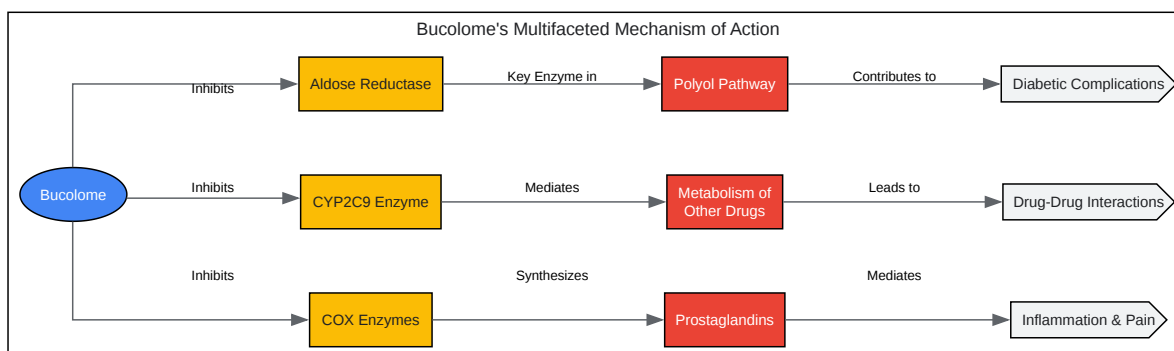 Bucolome's Multifaceted Mechanism of Action
Inhibits
Aldose Reductase
Key Enzyme in
Polyol Pathway
Contributes to
Diabetic Complications
Bucolome
Inhibits
CYP2C9 Enzyme
Mediates
Metabolism of
Other Drugs
Leads to
Drug-Drug Interactions
Inhibits
COX Enzymes
Synthesizes
Prostaglandins
Mediates
Inflammation & Pain